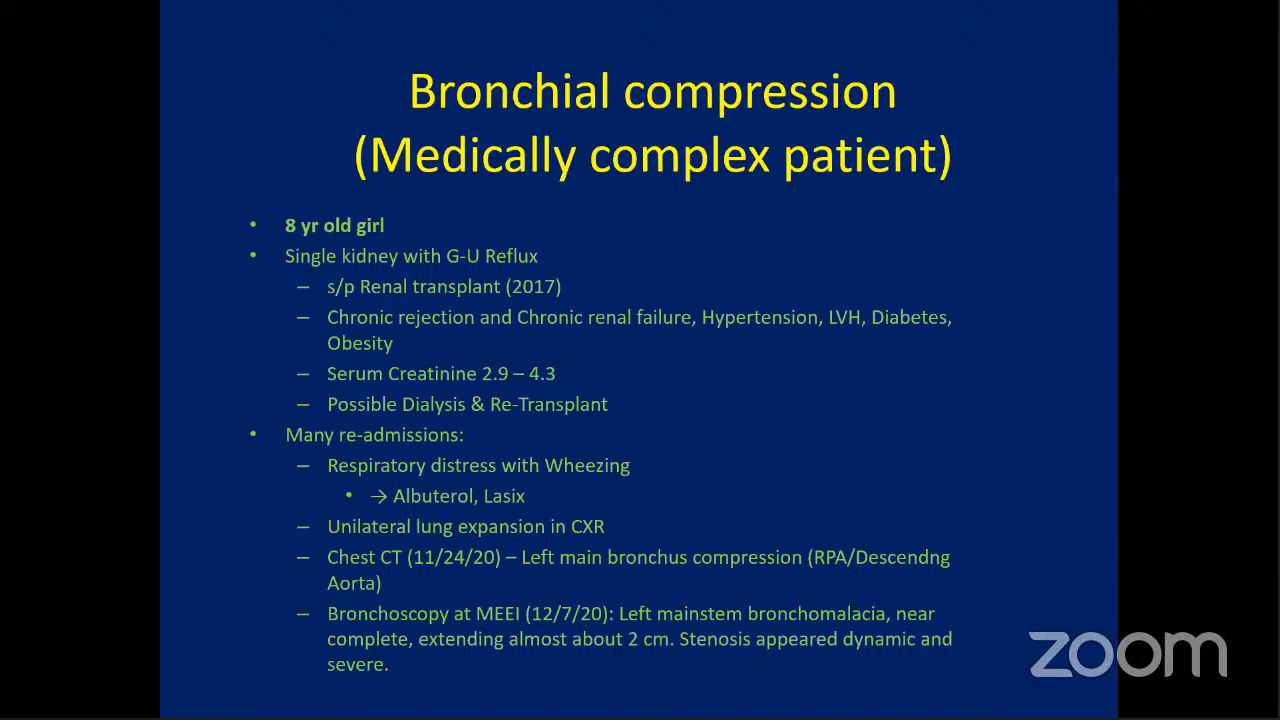 Bronchial compression
(Medically complex patient)
• 8 yr old girl
• Single kidney with G-U Reflux
– s/p Renal transplant (2017)
– Chronic rejection and Chronic renal failure, Hypertension, LVH, Diabetes,
Obesity
– Serum Creatinine 2.9 – 4.3
– Possible Dialysis & Re-Transplant
• Many re-admissions:
– Respiratory distress with Wheezing
• → Albuterol, Lasix
– Unilateral lung expansion in CXR
– Chest CT (11/24/20) – Left main bronchus compression (RPA/Descendng
Aorta)
– Bronchoscopy at MEEI (12/7/20): Left mainstem bronchomalacia, near
complete, extending almost about 2 cm. Stenosis appeared dynamic and
severe.
zoom